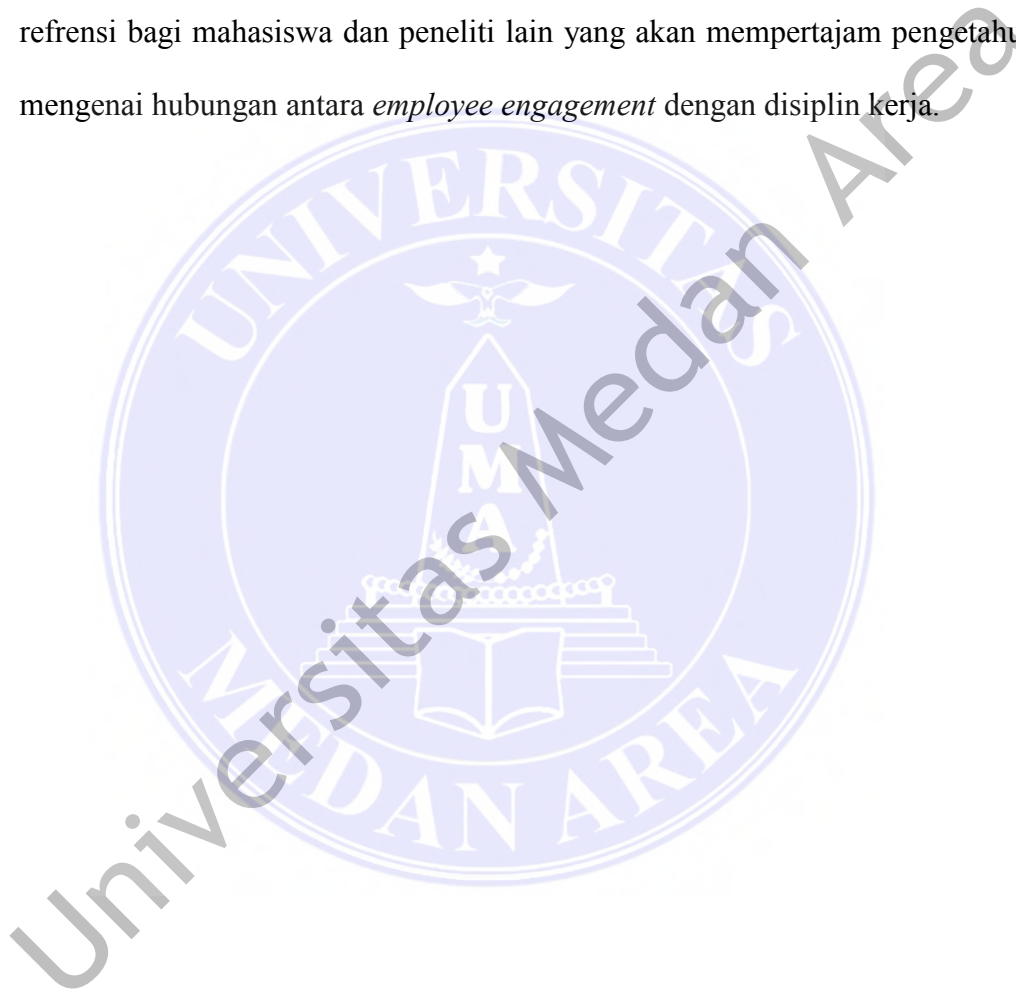 refrensi bagi mahasiswa dan peneliti lain yang akan mempertajam
mengenai hubungan antara employee engagement dengan disiplin kerja.
UNIVERSITAS
UMA
MEDAN AREA
Universitas Medan Area